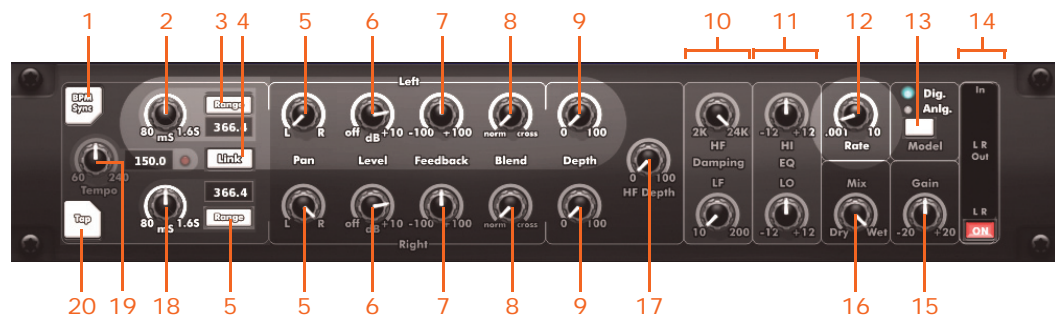 1 2 3 4 5 6 7 8 9 10 11 12 13 14
Left In
BPM Sync Range Dig.
Anlg.
80 mS 1.6S 366.4 L R off dB +10 -100 +100 norm cross 0 100 2K 24K -12 +12 .001 10
HF HI Rate Model
150.0 Link Pan Level Feedback Blend Depth Damping EQ L R Out
60 240 0 100
Tempo HF Depth
LF LO Mix Gain
Tap 366.4 L R
80 mS 1.6S Range L R off dB +10 -100 +100 norm cross 0 100 10 200 -12 +12 Dry Wet -20 +20 ON
Right
20 19 18 5 5 6 7 8 9 17 16 15